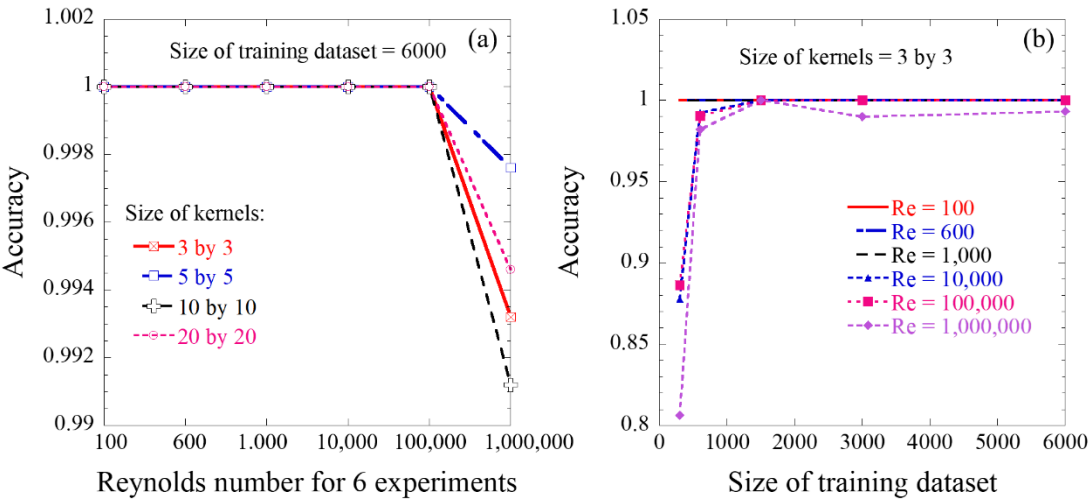 1.002
(a)
Size of training dataset = 6000
1
0.998
0.996
0.994
0.992
0.99
Accuracy
Size of kernels:
3 by 3
5 by 5
10 by 10
20 by 20
100
600
1.000
10,000
100,000
1,000,000
Reynolds number for 6 experiments
1.05
(b)
Size of kernels = 3 by 3
1
0.95
0.9
0.85
0.8
Accuracy
Re = 100
Re = 600
Re = 1,000
Re = 10,000
Re = 100,000
Re = 1,000,000
0
1000
2000
3000
4000
5000
6000
Size of training dataset